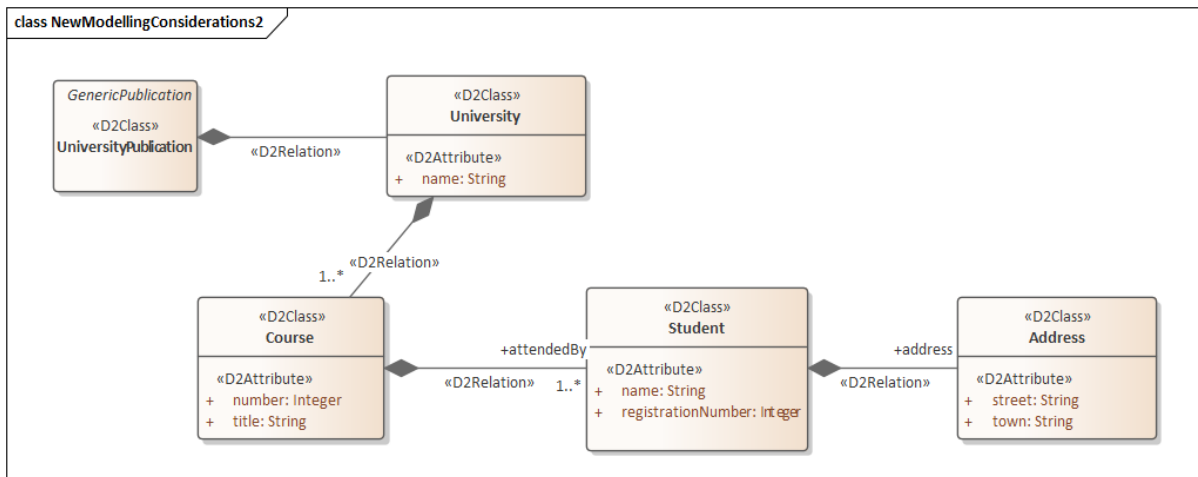 class NewModellingConsiderations2
GenericPublication
«D2Class»
UniversityPublication
«D2Relation»
«D2Class»
University
«D2Attribute»
+ name: String
1..*
«D2Relation»
«D2Class»
Course
«D2Attribute»
+ number: Integer
+ title: String
+attendedBy
«D2Relation»
1..*
«D2Class»
Student
«D2Attribute»
+ name: String
+ registrationNumber: Integer
+address
«D2Relation»
«D2Class»
Address
«D2Attribute»
+ street: String
+ town: String